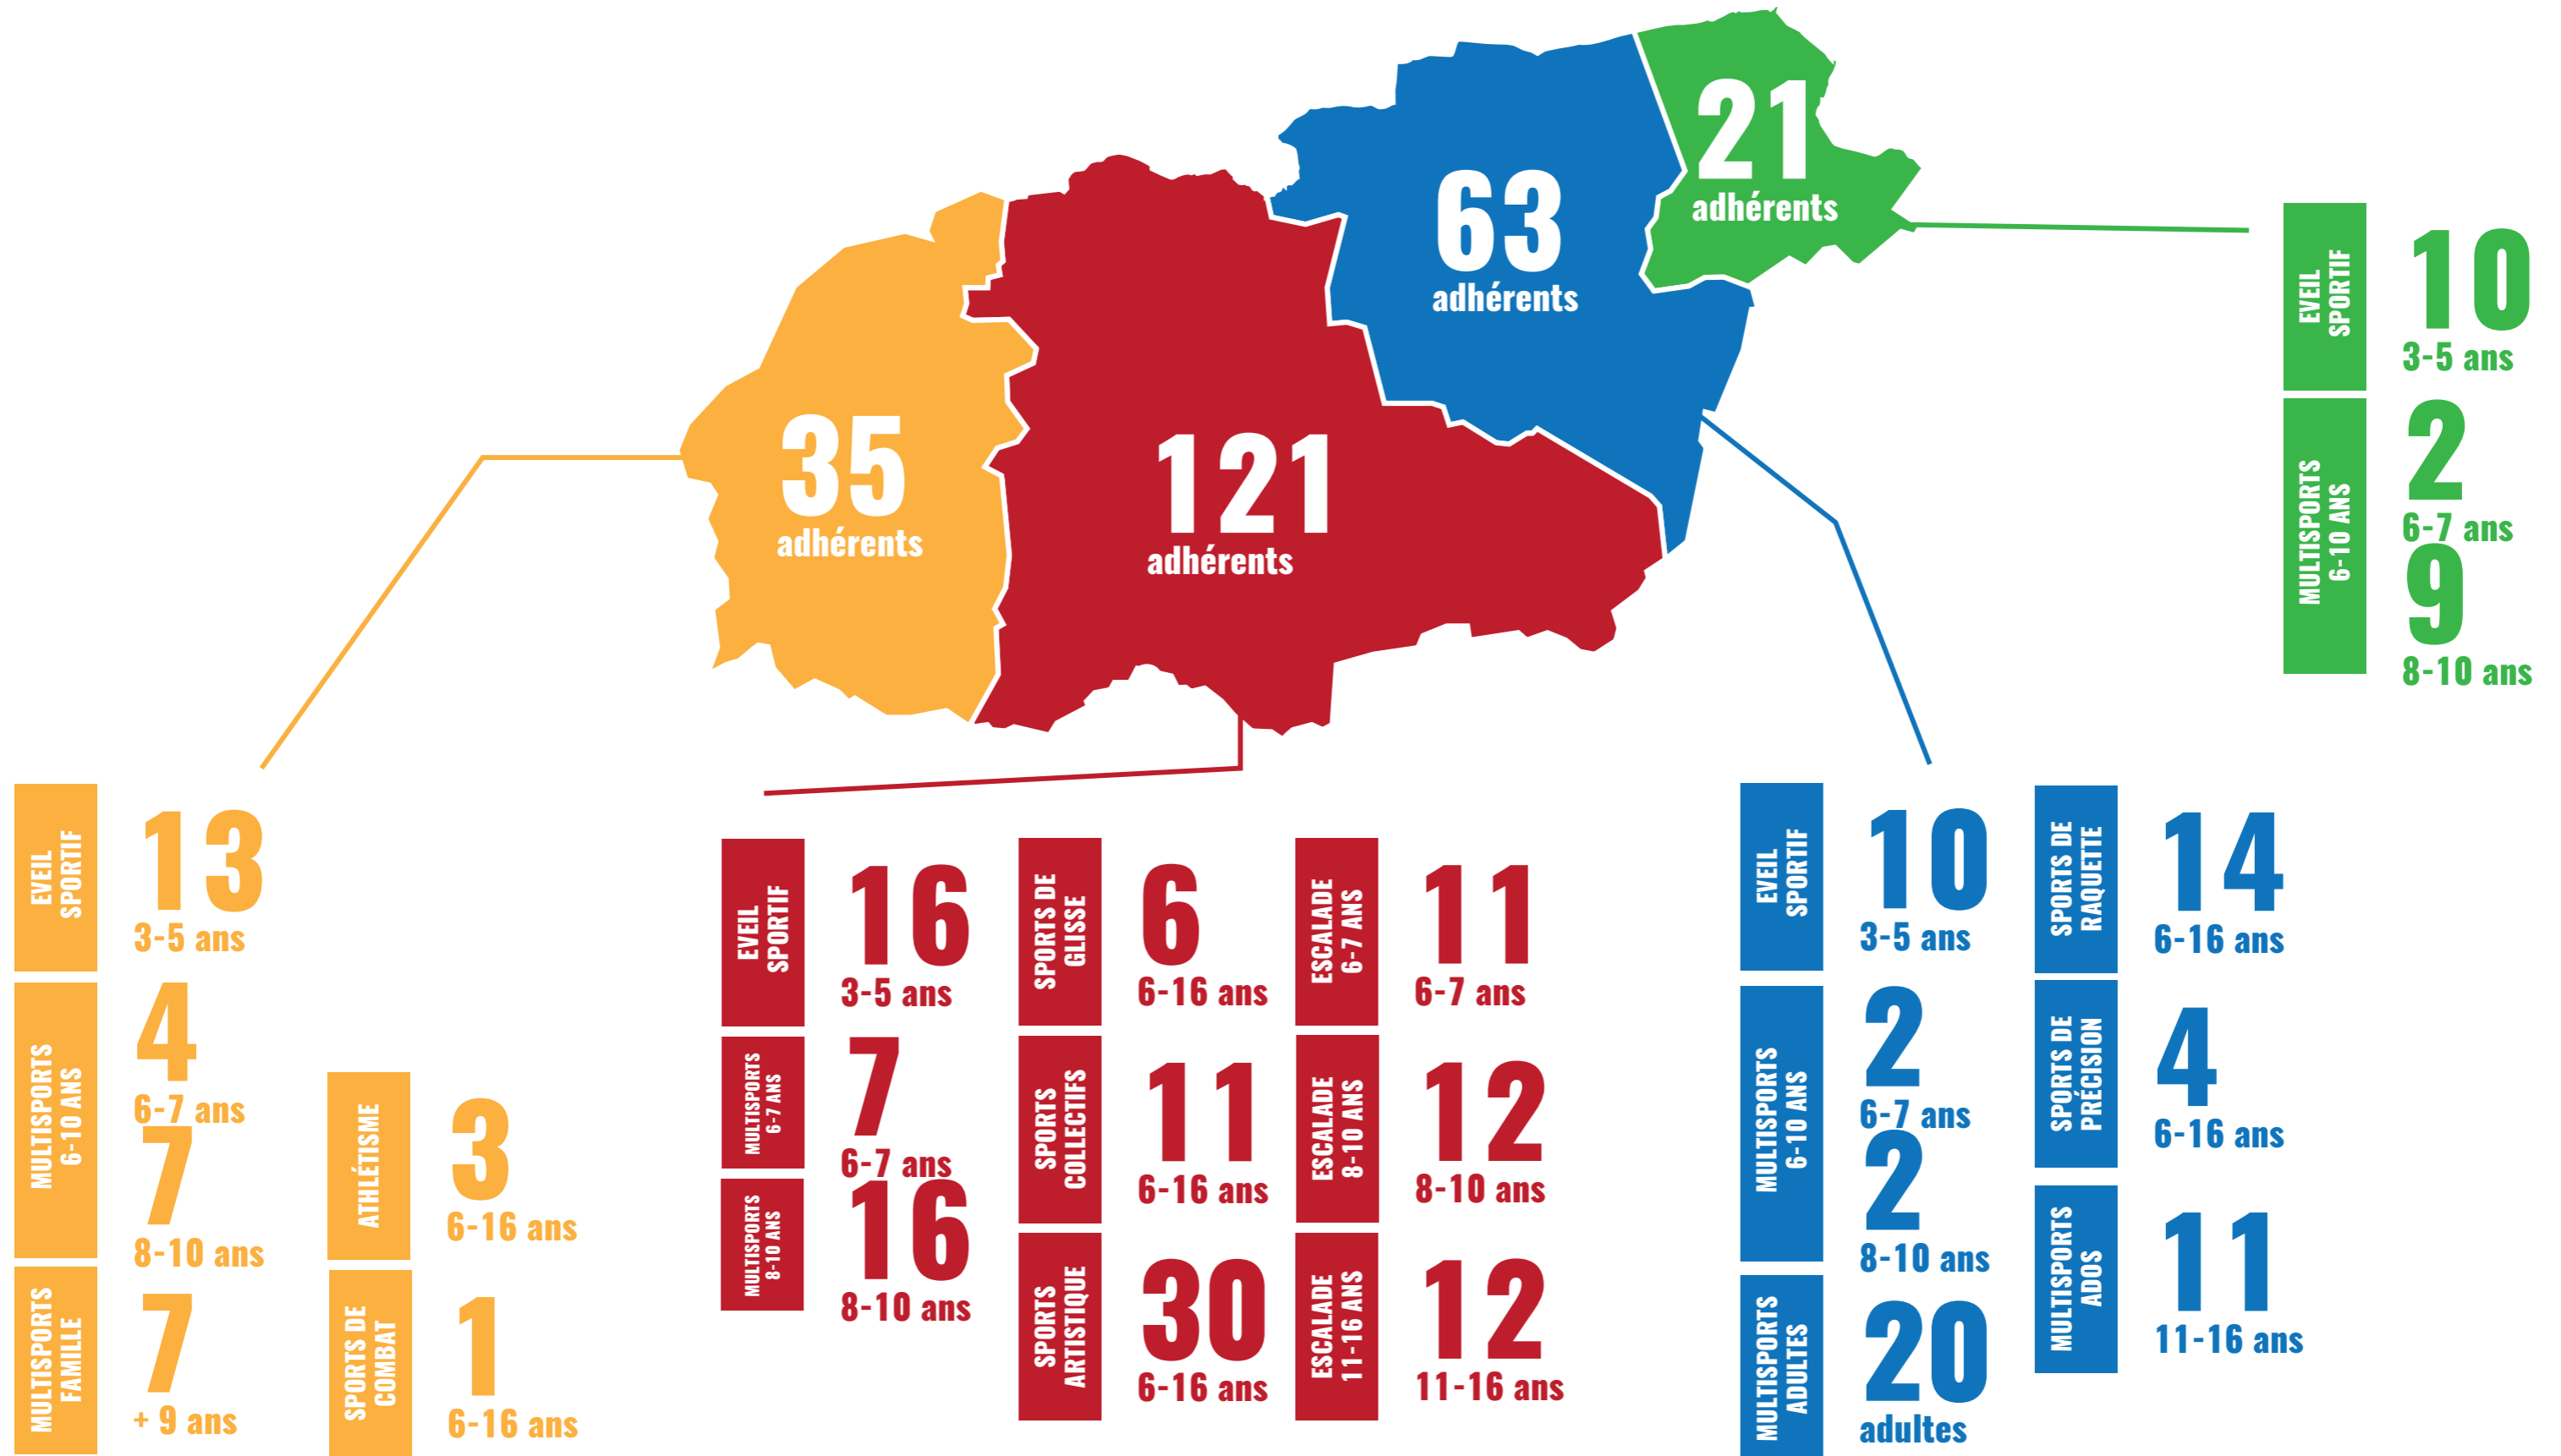 21
adhérents
63
adhérents
35
adhérents
121
adhérents
EVEIL
SPORTIF
10
3-5 ans
MULTISPORTS
6-10 ANS
2
6-7 ans
9
8-10 ans
EVEIL
SPORTIF
13
3-5 ans
MULTISPORTS
6-10 ANS
4
6-7 ans
7
8-10 ans
MULTISPORTS
FAMILLE
7
+ 9 ans
ATHLÉTISME
3
6-16 ans
SPORTS DE
COMBAT
1
6-16 ans
EVEIL
SPORTIF
16
3-5 ans
MULTISPORTS
6-7 ANS
7
6-7 ans
MULTISPORTS
8-10 ANS
16
8-10 ans
SPORTS DE
GLISSE
6
6-16 ans
SPORTS
COLLECTIFS
11
6-16 ans
SPORTS
ARTISTIQUE
30
6-16 ans
ESCALADE
6-7 ANS
11
6-7 ans
ESCALADE
8-10 ANS
12
8-10 ans
ESCALADE
11-16 ANS
12
11-16 ans
EVEIL
SPORTIF
10
3-5 ans
MULTISPORTS
6-10 ANS
2
6-7 ans
2
8-10 ans
MULTISPORTS
ADULTES
20
adultes
SPORTS DE
RAQUETTE
14
6-16 ans
SPORTS DE
PRÉCISION
4
6-16 ans
MULTISPORTS
ADOS
11
11-16 ans